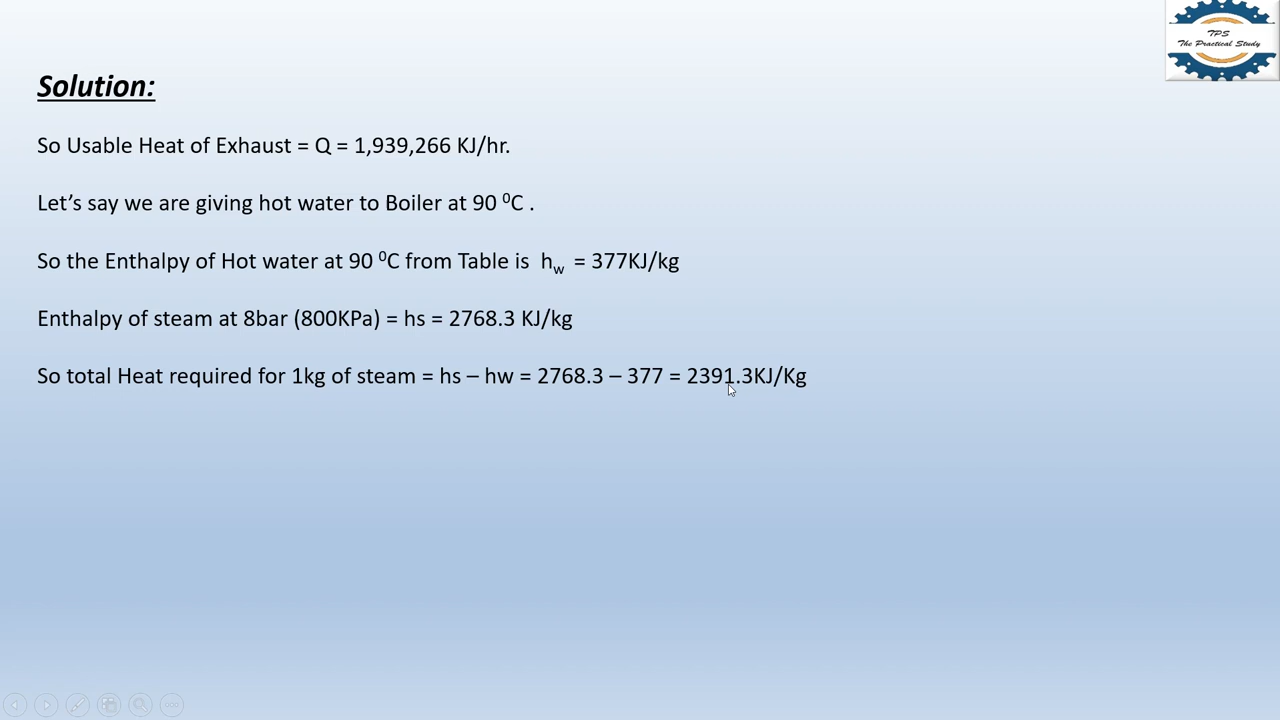 TPS
The Practical Study
Solution:
So Usable Heat of Exhaust = Q = 1,939,266 KJ/hr.
Let’s say we are giving hot water to Boiler at 90 ⁰C .
So the Enthalpy of Hot water at 90 ⁰C from Table is hw = 377KJ/kg
Enthalpy of steam at 8bar (800KPa) = hs = 2768.3 KJ/kg
So total Heat required for 1kg of steam = hs – hw = 2768.3 – 377 = 2391.3KJ/Kg